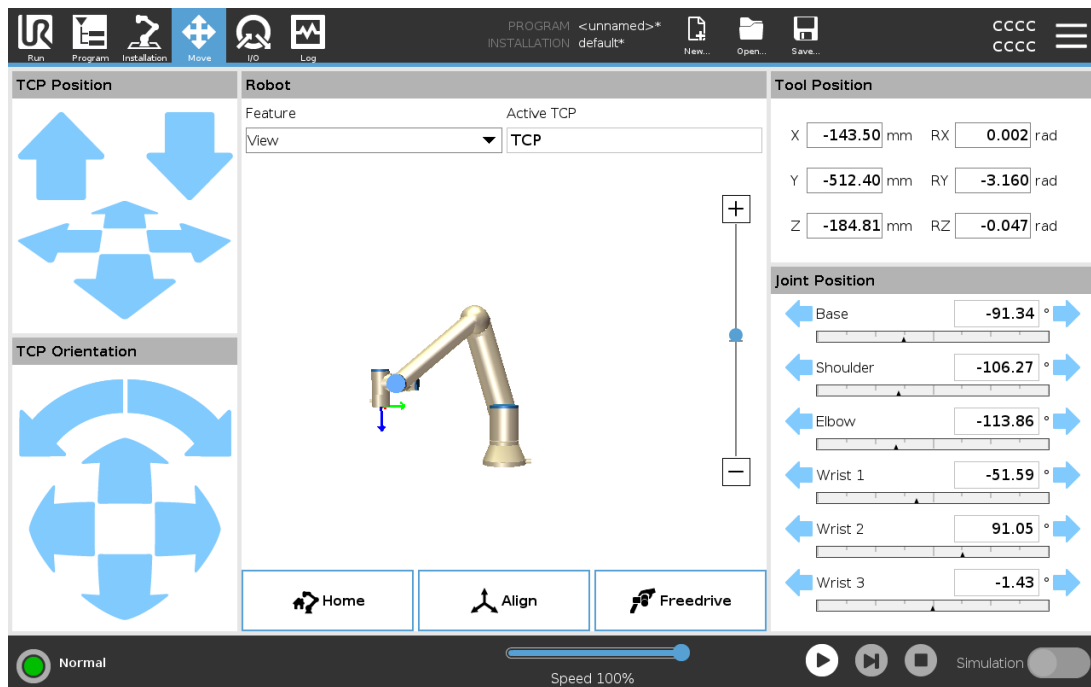 PROGRAM <unnamed>*
INSTALLATION default*
CCCC
CCCC
Run Program Installation Move I/O Log New... Open... Save...
TCP Position
Robot
Feature Active TCP
View TCP
TCP Orientation
Home Align Freedrive
Tool Position
X -143.50 mm RX 0.002 rad
Y -512.40 mm RY -3.160 rad
Z -184.81 mm RZ -0.047 rad
Joint Position
Base -91.34 °
Shoulder -106.27 °
Elbow -113.86 °
Wrist 1 -51.59 °
Wrist 2 91.05 °
Wrist 3 -1.43 °
Normal
Speed 100%
Simulation